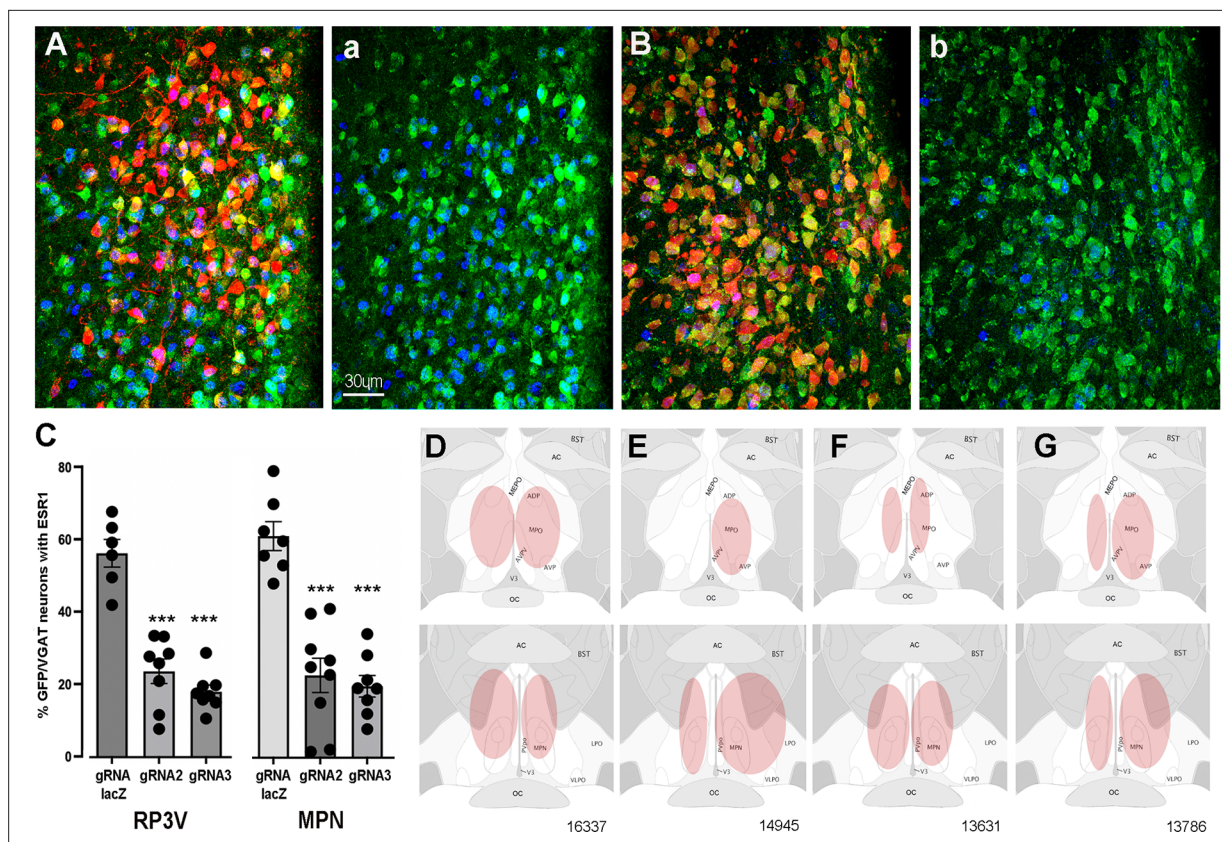 A a B b
30um
C
% GFP/VGAT neurons with ESR1
80
60
40
20
0
*** ***
*** ***
gRNA lacZ
gRNA2
gRNA3
gRNA lacZ
gRNA2
gRNA3
RP3V
MPN
D
BST
AC
MEPO
ADP
MPO
AVPV
AVP
V3
OC
AC
BST
PVpo
MPN
LPO
V3
VLPO
OC
16337
E
BST
AC
MEPO
ADP
MPO
AVPV
AVP
V3
OC
AC
BST
PVpo
MPN
LPO
V3
VLPO
OC
14945
F
BST
AC
MEPO
ADP
MPO
AVPV
AVP
V3
OC
AC
BST
PVpo
MPN
LPO
V3
VLPO
OC
13631
G
BST
AC
MEPO
ADP
MPO
AVPV
AVP
V3
OC
AC
BST
PVpo
MPN
LPO
V3
VLPO
OC
13786